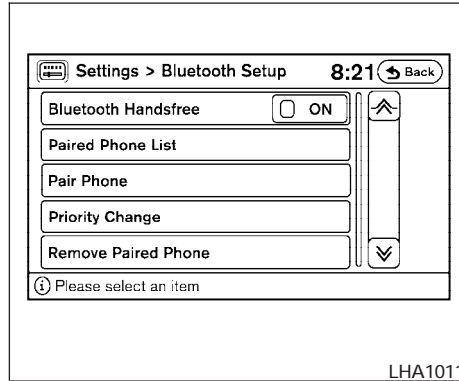 Settings > Bluetooth Setup 8:21 Back
Bluetooth Handsfree ON
Paired Phone List
Pair Phone
Priority Change
Remove Paired Phone
i Please select an item
LHA1011